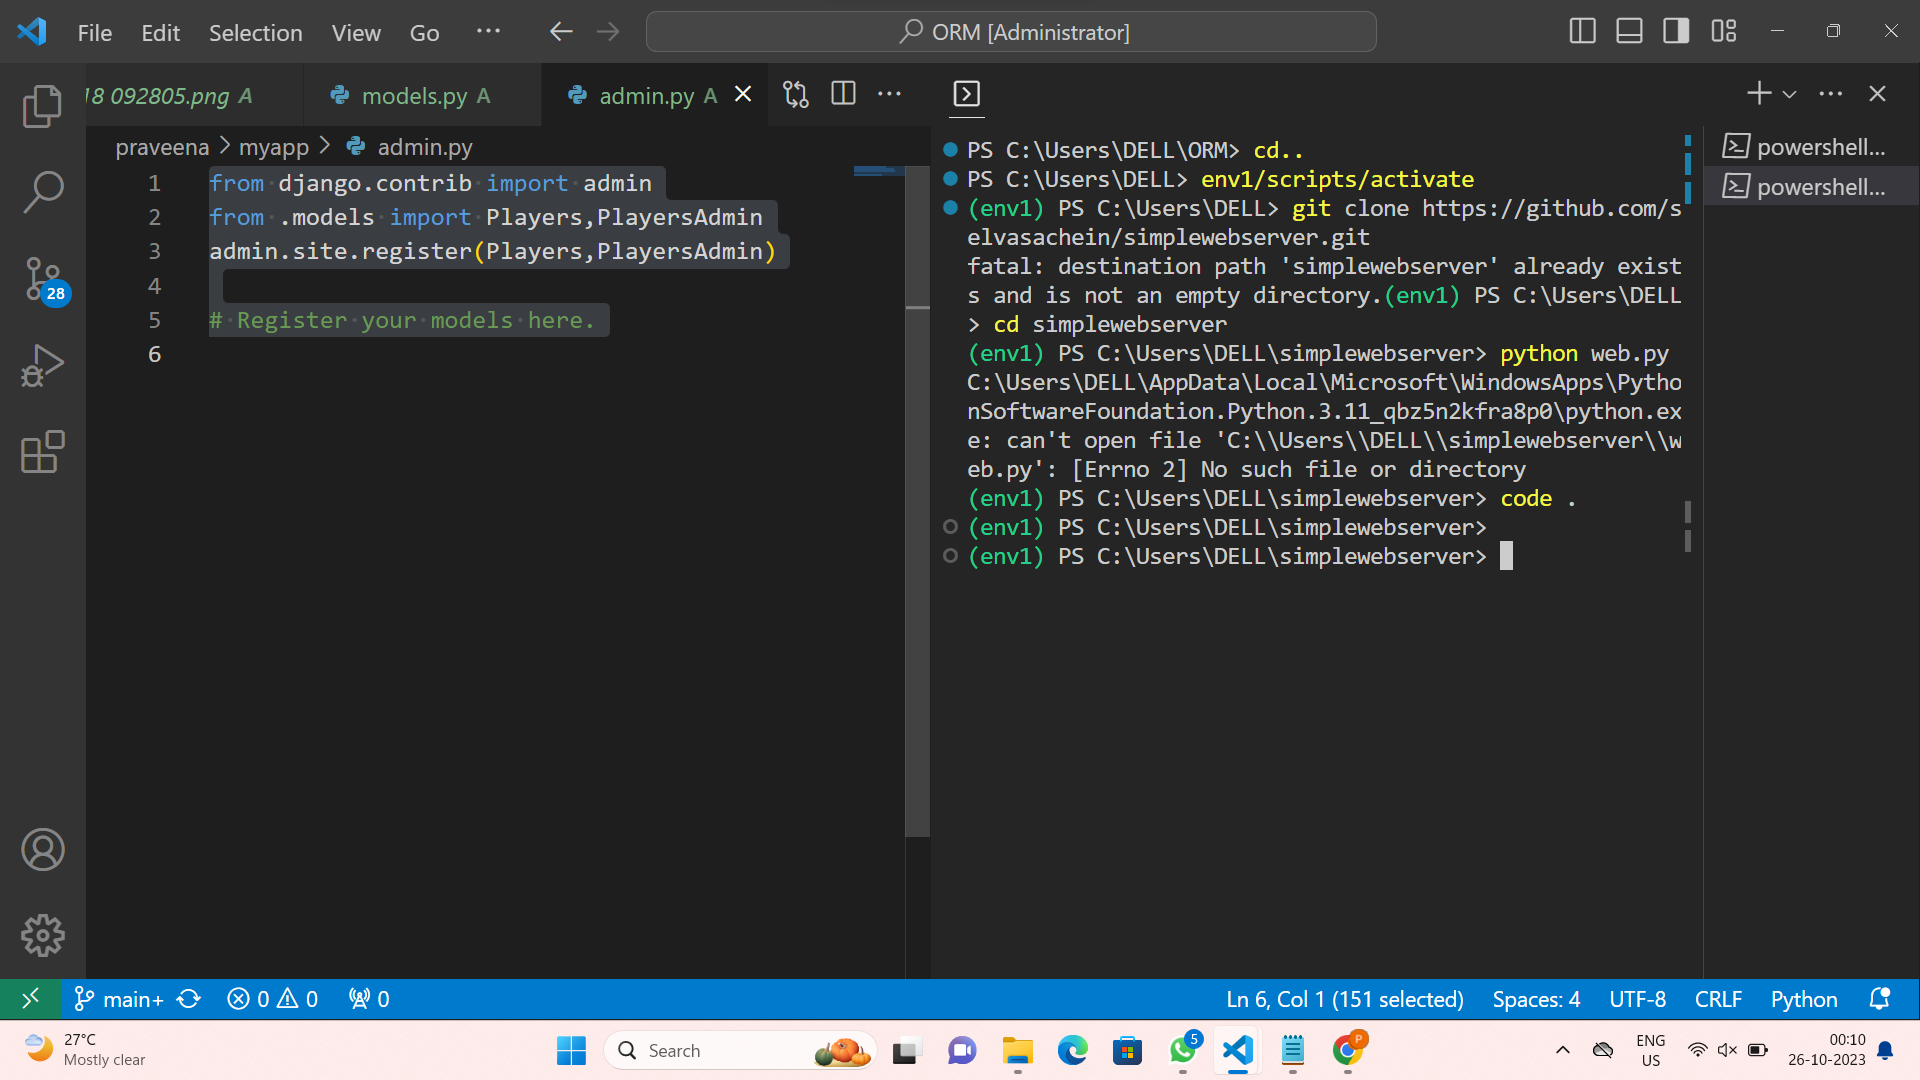 File Edit Selection View Go ...
ORM [Administrator]
18 092805.png A
models.py A
admin.py A
praveena > myapp > admin.py
1 from django.contrib import admin
2 from .models import Players,PlayersAdmin
3 admin.site.register(Players,PlayersAdmin)
4
5 # Register your models here.
6
PS C:\Users\DELL\ORM> cd..
PS C:\Users\DELL> env1/scripts/activate
(env1) PS C:\Users\DELL> git clone https://github.com/s
elvasachein/simplewebserver.git
fatal: destination path 'simplewebserver' already exist
s and is not an empty directory.(env1) PS C:\Users\DELL
> cd simplewebserver
(env1) PS C:\Users\DELL\simplewebserver> python web.py
C:\Users\DELL\AppData\Local\Microsoft\WindowsApps\Pytho
nSoftwareFoundation.Python.3.11_qbz5n2kfra8p0\python.ex
e: can't open file 'C:\\Users\\DELL\\simplewebserver\\w
eb.py': [Errno 2] No such file or directory
(env1) PS C:\Users\DELL\simplewebserver> code .
(env1) PS C:\Users\DELL\simplewebserver>
(env1) PS C:\Users\DELL\simplewebserver>
powershell...
powershell...
28
main+ 0 0 0
Ln 6, Col 1 (151 selected) Spaces: 4 UTF-8 CRLF Python
27°C
Mostly clear
Search
5
P
ENG
US
00:10
26-10-2023